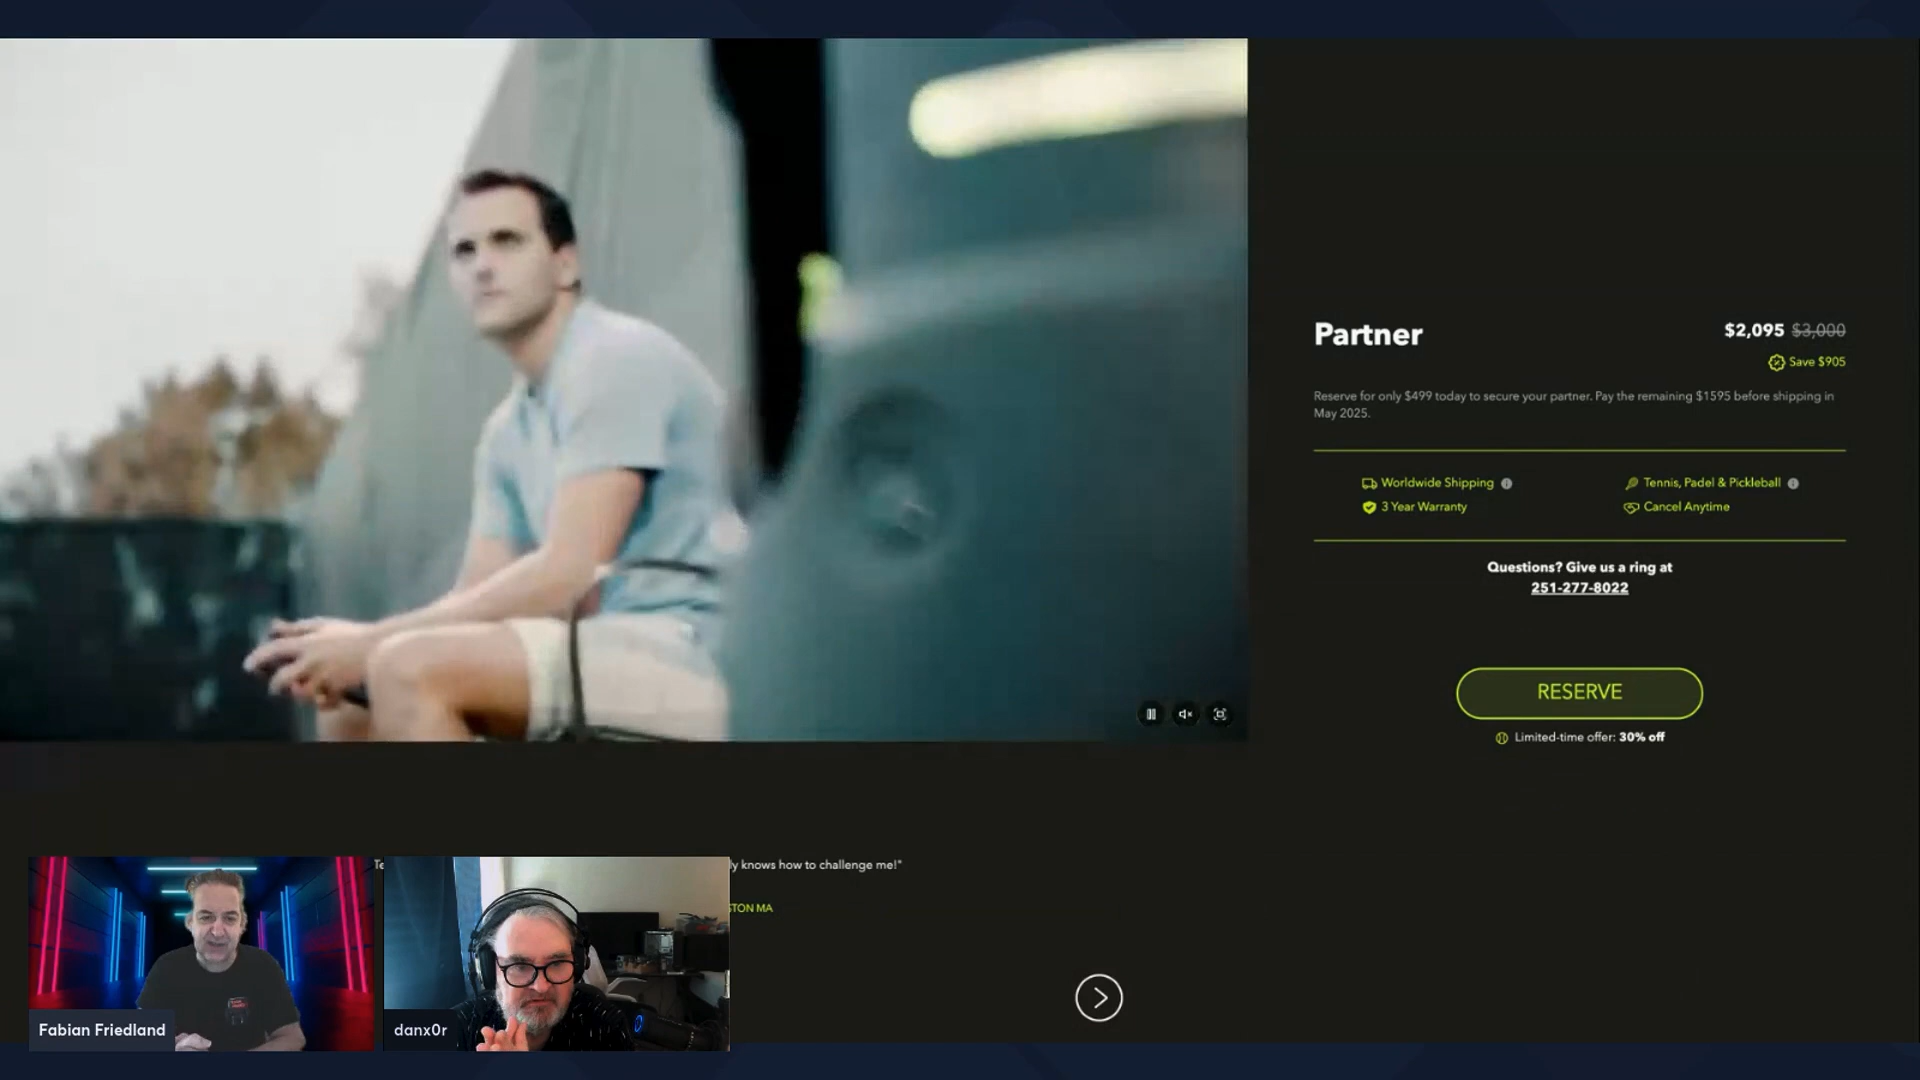 Partner
$2,095 $3,000
Save $905
Reserve for only $499 today to secure your partner. Pay the remaining $1595 before shipping in
May 2025.
Worldwide Shipping
Tennis, Padel & Pickleball
3 Year Warranty
Cancel Anytime
Questions? Give us a ring at
251-277-8022
RESERVE
Limited-time offer: 30% off
Te
ly knows how to challenge me!"
STON MA
Fabian Friedland
danx0r